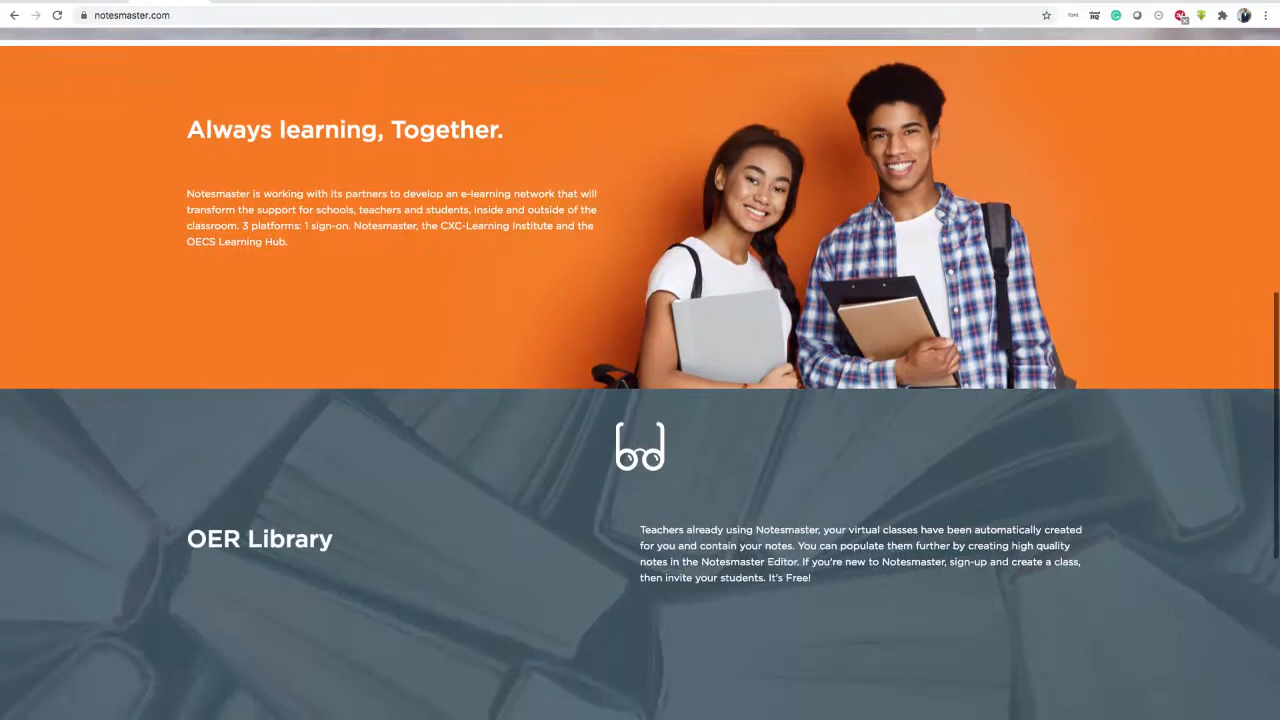 notesmaster.com
Always learning, Together.
Notesmaster is working with its partners to develop an e-learning network that will
transform the support for schools, teachers and students, inside and outside of the
classroom. 3 platforms: 1 sign-on. Notesmaster, the CXC-Learning Institute and the
OECS Learning Hub.
OER Library
Teachers already using Notesmaster, your virtual classes have been automatically created
for you and contain your notes. You can populate them further by creating high quality
notes in the Notesmaster Editor. If you're new to Notesmaster, sign-up and create a class,
then invite your students. It's Free!